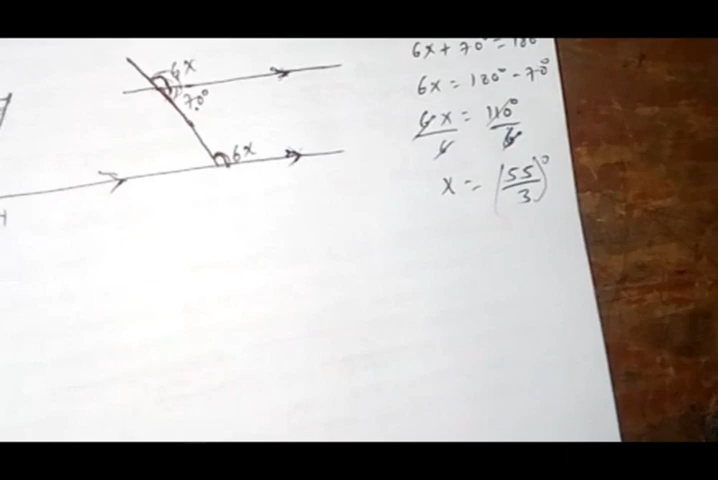 6x
70°
6x
6x + 70° = 180°
6x = 180° - 70°
6x/6 = 110°/6
x = (55/3)°